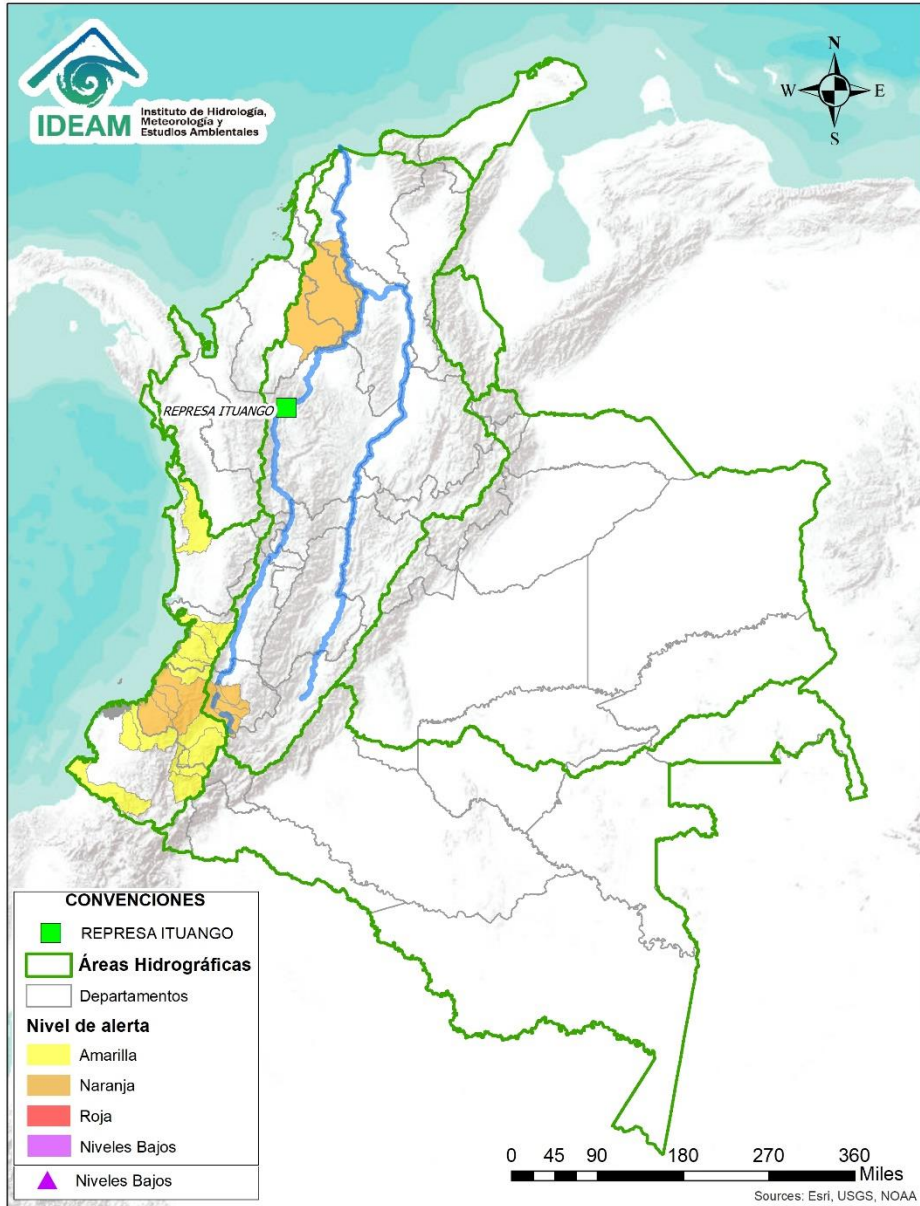 IDEAM
Instituto de Hidrología,
Meteorología y
Estudios Ambientales
N
W
E
S
REPRESA ITUANGO
CONVENCIONES
REPRESA ITUANGO
Áreas Hidrográficas
Departamentos
Nivel de alerta
Amarilla
Naranja
Roja
Niveles Bajos
Niveles Bajos
0 45 90 180 270 360
Miles
Sources: Esri, USGS, NOAA